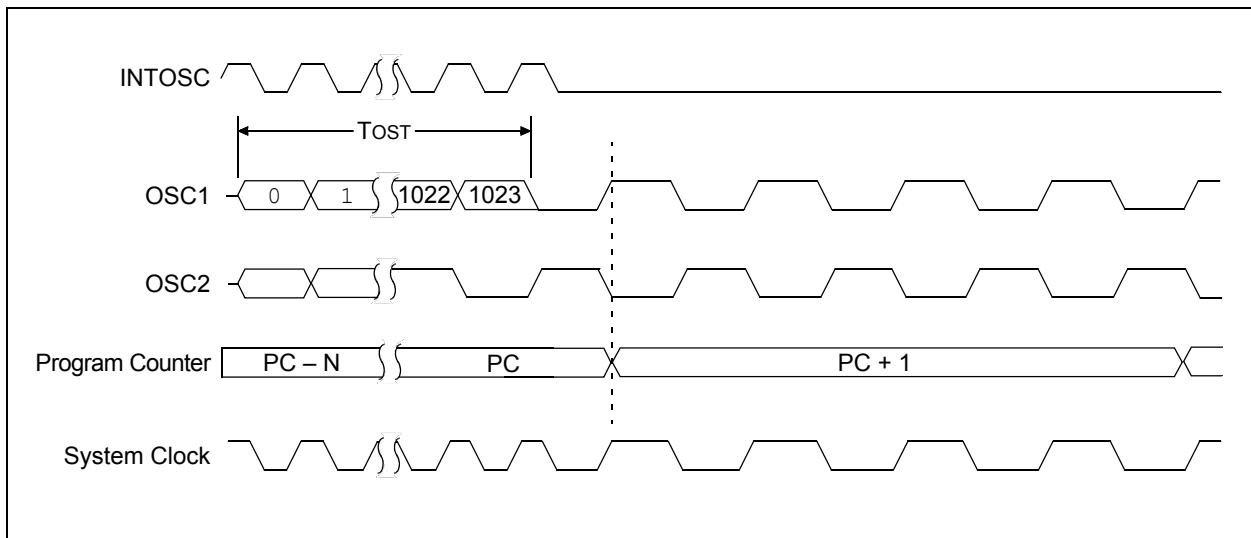 INTOSC
TOST
OSC1 0 1 1022 1023
OSC2
Program Counter PC – N PC PC + 1
System Clock